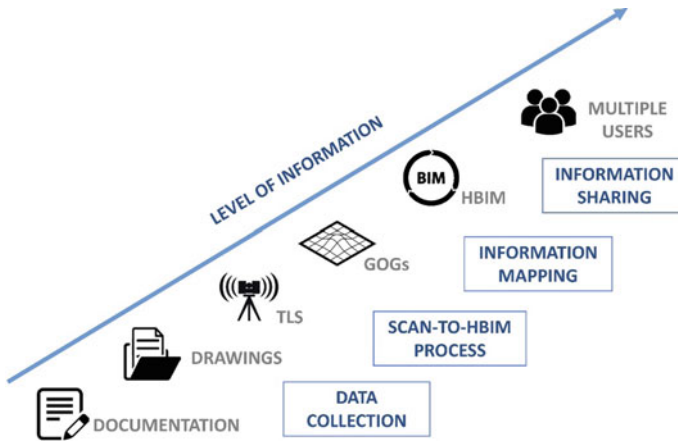 MULTIPLE
USERS
LEVEL OF INFORMATION
BIM
HBIM
INFORMATION
SHARING
GOGs
INFORMATION
MAPPING
TLS
SCAN-TO-HBIM
PROCESS
DRAWINGS
DATA
COLLECTION
DOCUMENTATION